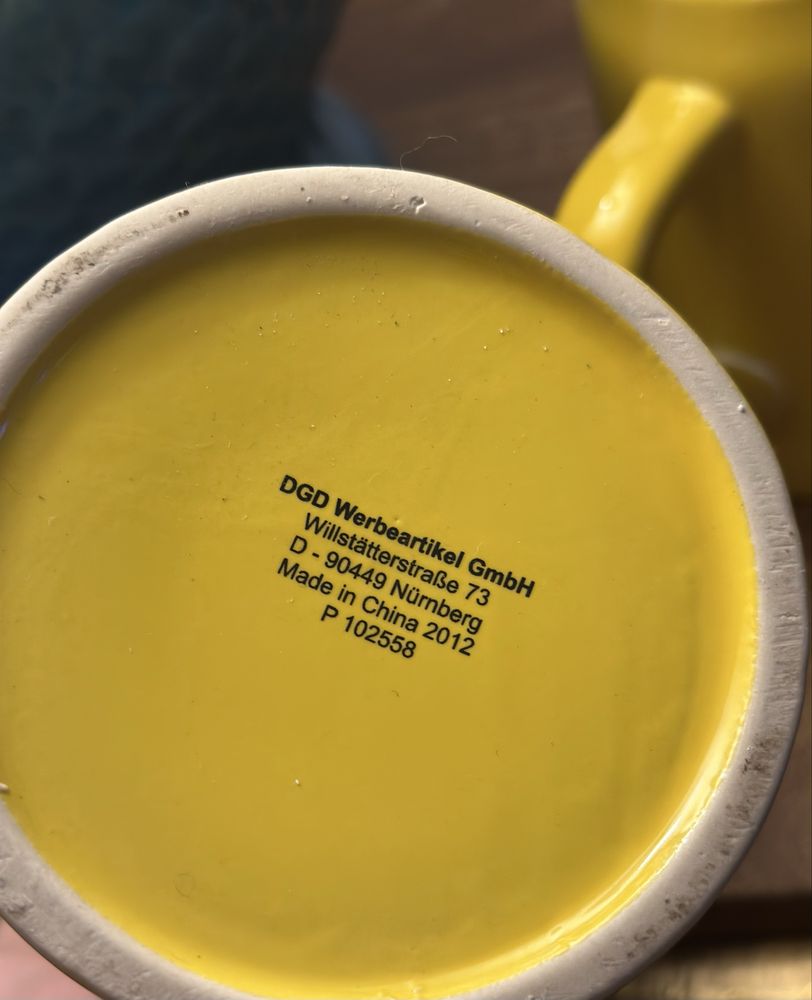 DGD Werbeartikel GmbH
Willstätterstraße 73
D - 90449 Nürnberg
Made in China 2012
P 102558